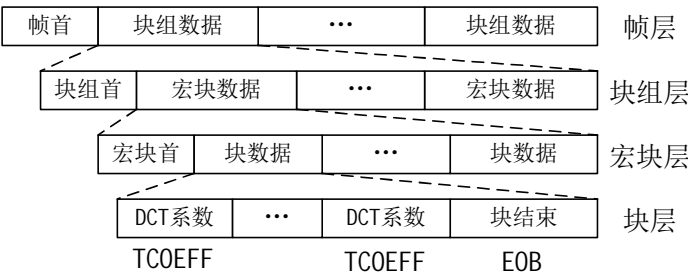 帧首 块组数据 ··· 块组数据 帧层
块组首 宏块数据 ··· 宏块数据 块组层
宏块首 块数据 ··· 块数据 宏块层
DCT系数 ··· DCT系数 块结束 块层
TCOEFF TCOEFF EOB